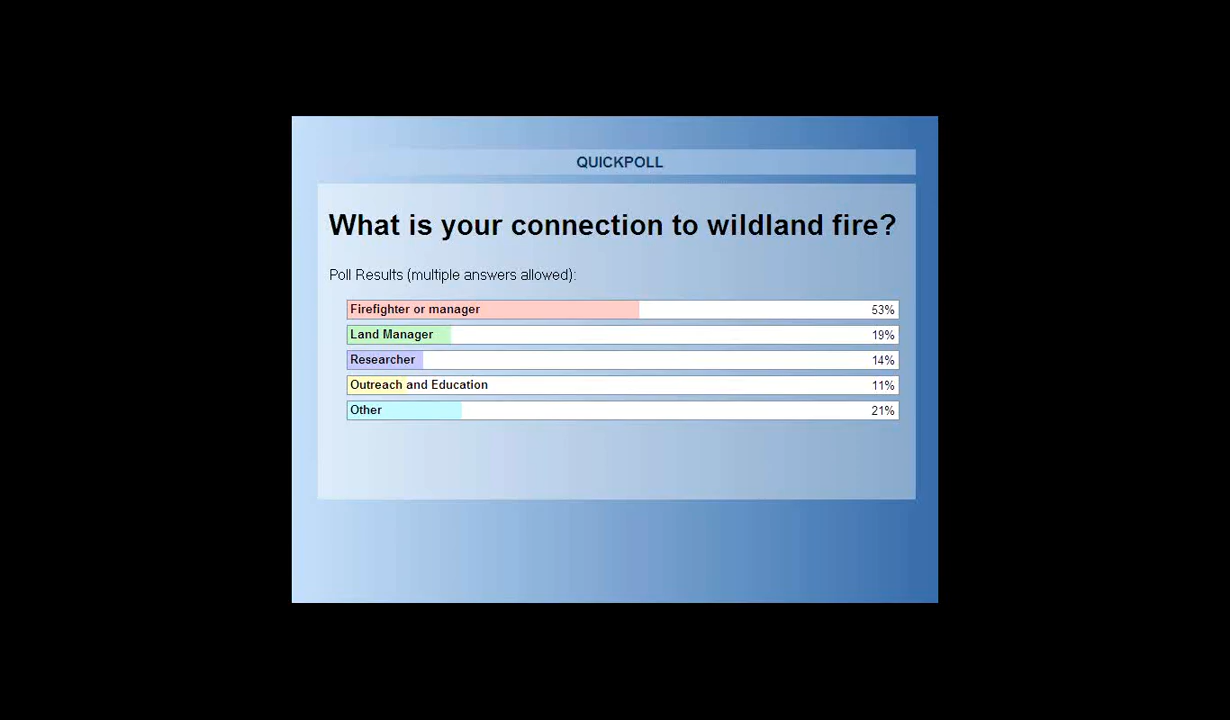 QUICKPOLL
What is your connection to wildland fire?
Poll Results (multiple answers allowed):
Firefighter or manager 53%
Land Manager 19%
Researcher 14%
Outreach and Education 11%
Other 21%